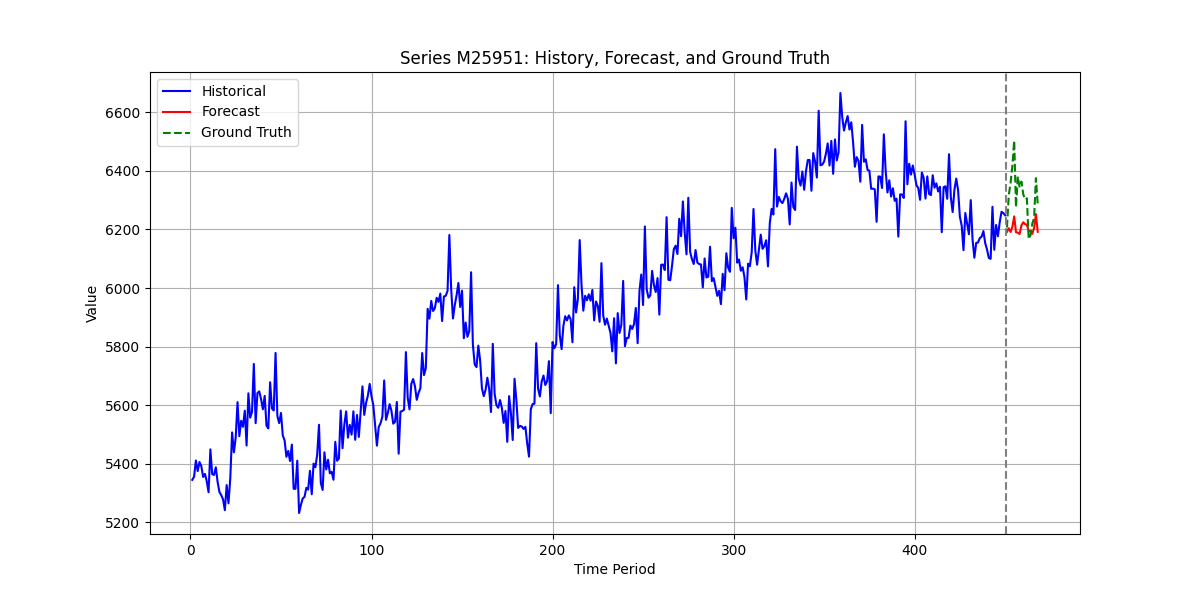 Series M25951: History, Forecast, and Ground Truth
Historical
Forecast
Ground Truth
6600
6400
6200
6000
5800
5600
5400
5200
Value
0 100 200 300 400
Time Period